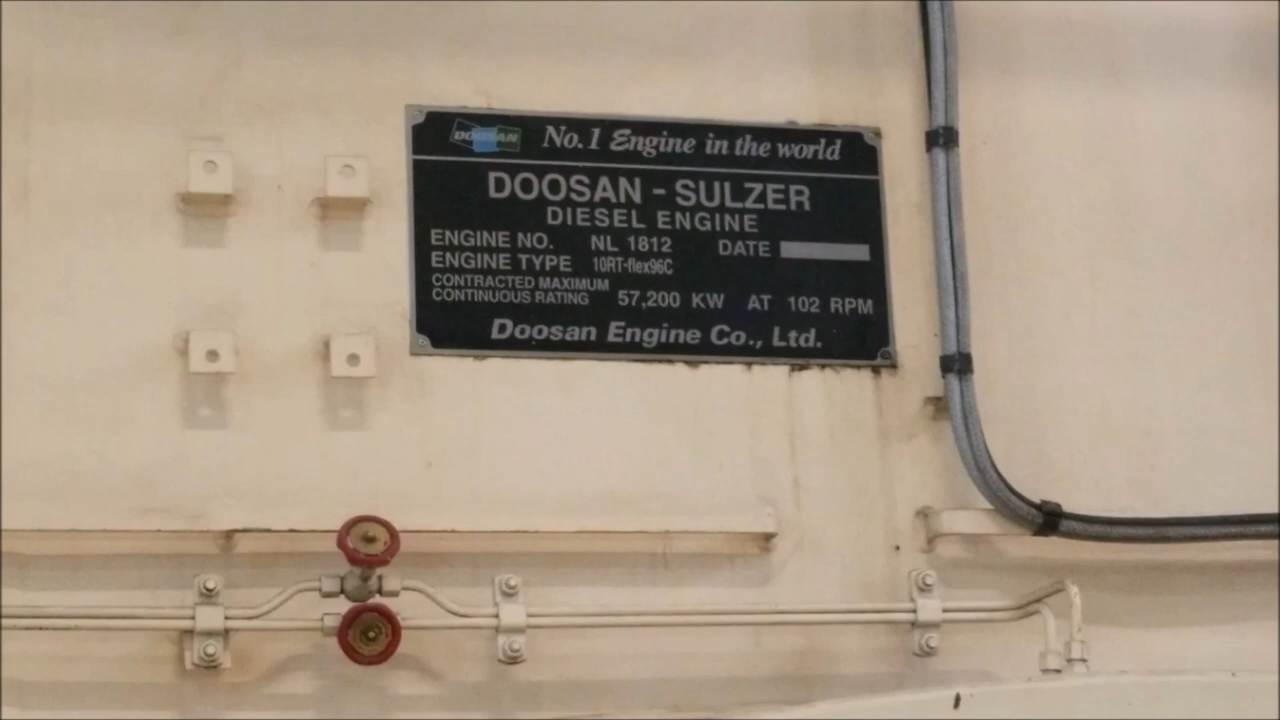 DOOSAN No.1 Engine in the world
DOOSAN - SULZER
DIESEL ENGINE
ENGINE NO. NL 1812 DATE
ENGINE TYPE 10RT-flex96C
CONTRACTED MAXIMUM
CONTINUOUS RATING 57,200 KW AT 102 RPM
Doosan Engine Co., Ltd.